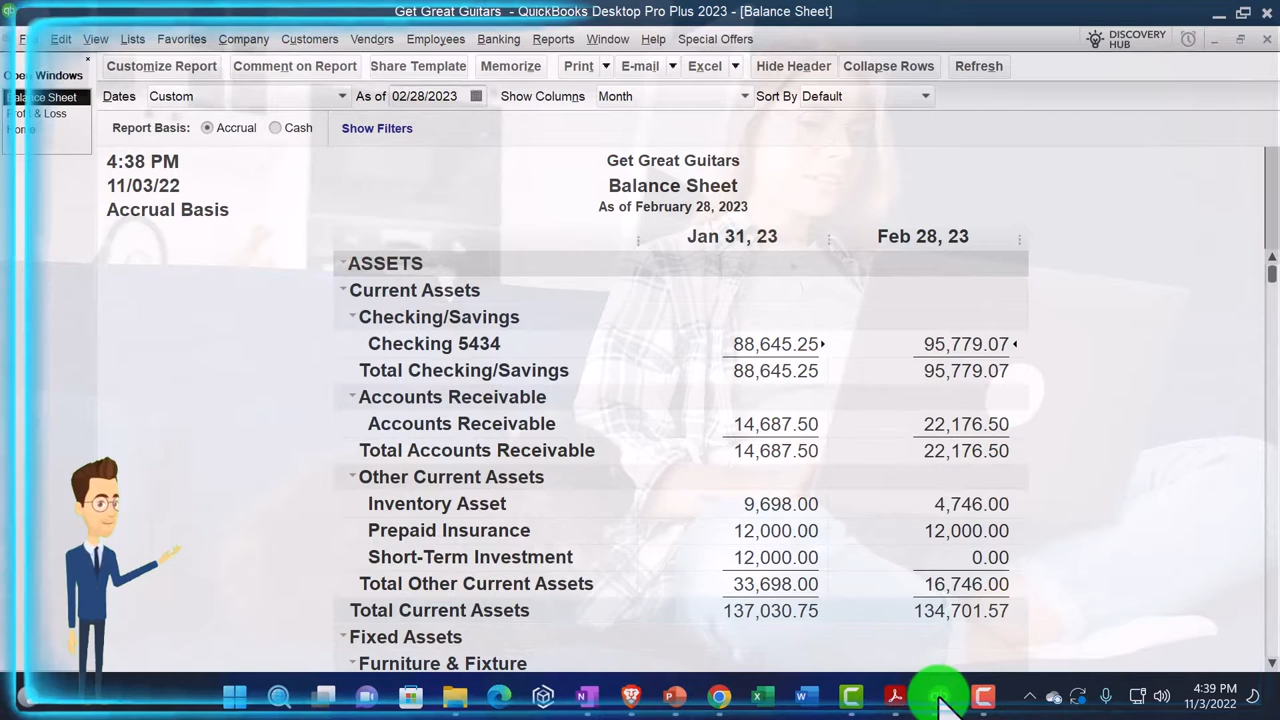 Get Great Guitars - QuickBooks Desktop Pro Plus 2023 - [Balance Sheet]
Edit View Lists Favorites Company Customers Vendors Employees Banking Reports Window Help Special Offers
DISCOVERY
HUB
Open Windows
Balance Sheet
Profit & Loss
Home
Customize Report Comment on Report Share Template Memorize Print E-mail Excel Hide Header Collapse Rows Refresh
Dates Custom As of 02/28/2023 Show Columns Month Sort By Default
Report Basis: Accrual Cash Show Filters
4:38 PM
11/03/22
Accrual Basis
Get Great Guitars
Balance Sheet
As of February 28, 2023
Jan 31, 23 Feb 28, 23
ASSETS
Current Assets
Checking/Savings
Checking 5434 88,645.25 95,779.07
Total Checking/Savings 88,645.25 95,779.07
Accounts Receivable
Accounts Receivable 14,687.50 22,176.50
Total Accounts Receivable 14,687.50 22,176.50
Other Current Assets
Inventory Asset 9,698.00 4,746.00
Prepaid Insurance 12,000.00 12,000.00
Short-Term Investment 12,000.00 0.00
Total Other Current Assets 33,698.00 16,746.00
Total Current Assets 137,030.75 134,701.57
Fixed Assets
Furniture & Fixture
4:39 PM
11/3/2022